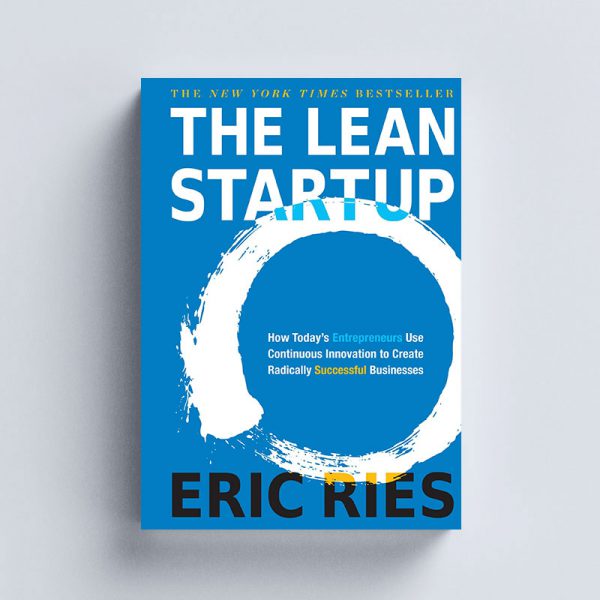 THE NEW YORK TIMES BESTSELLER
THE LEAN
STARTUP
How Today's Entrepreneurs Use
Continuous Innovation to Create
Radically Successful Businesses
ERIC RIES